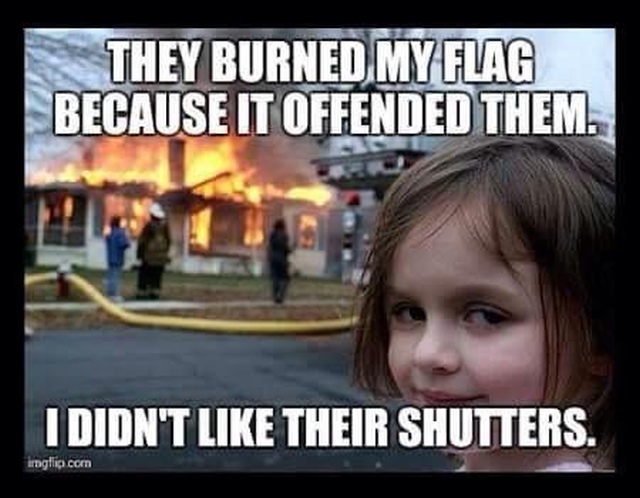 THEY BURNED MY FLAG
BECAUSE IT OFFENDED THEM.
I DIDN'T LIKE THEIR SHUTTERS.
imgflip.com